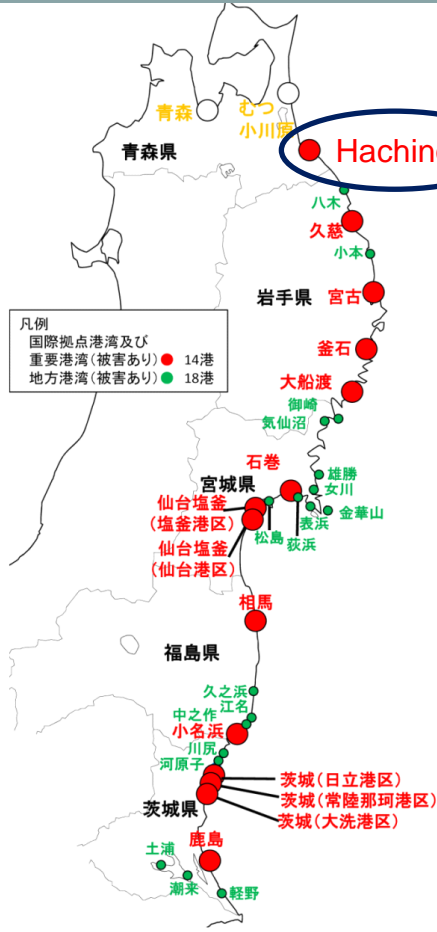 青森
むつ
小川原
青森県
Hachino
八木
久慈
小本
岩手県
宮古
凡例
国際拠点港湾及び
重要港湾(被害あり) 14港
地方港湾(被害あり) 18港
釜石
大船渡
御崎
気仙沼
石巻
宮城県
雄勝
女川
金華山
仙台塩釜
(塩釜港区)
表浜
松島
荻浜
仙台塩釜
(仙台港区)
相馬
福島県
久之浜
江名
中之作
小名浜
川尻
河原子
茨城(日立港区)
茨城(常陸那珂港区)
茨城県
茨城(大洗港区)
鹿島
土浦
潮来
軽野